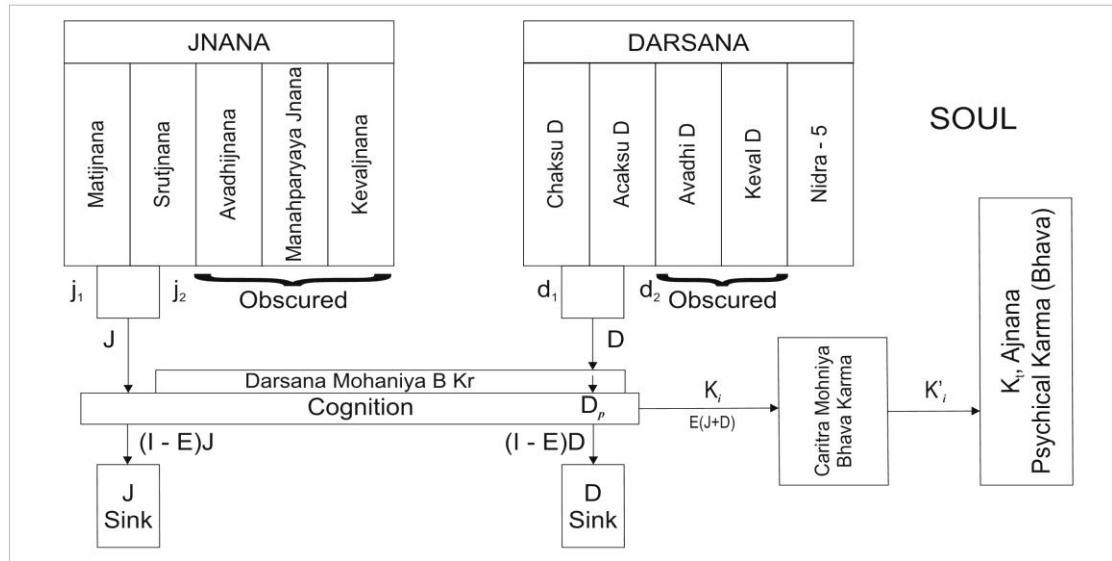 JNANA
Matijnana
Srutjnana
Avadhijnana
Manahparyaya Jnana
Kevaljnana
j₁
j₂
Obscured
J
DARSANA
Chaksu D
Acaksu D
Avadhi D
Keval D
Nidra - 5
d₁
d₂
Obscured
D
SOUL
Darsana Mohaniya B Kr
Cognition
Dₚ
(I - E)J
(I - E)D
J
Sink
D
Sink
Kᵢ
E(J+D)
Caritra Mohniya
Bhava Karma
K'ᵢ
Kₜ, Ajnana
Psychical Karma (Bhava)